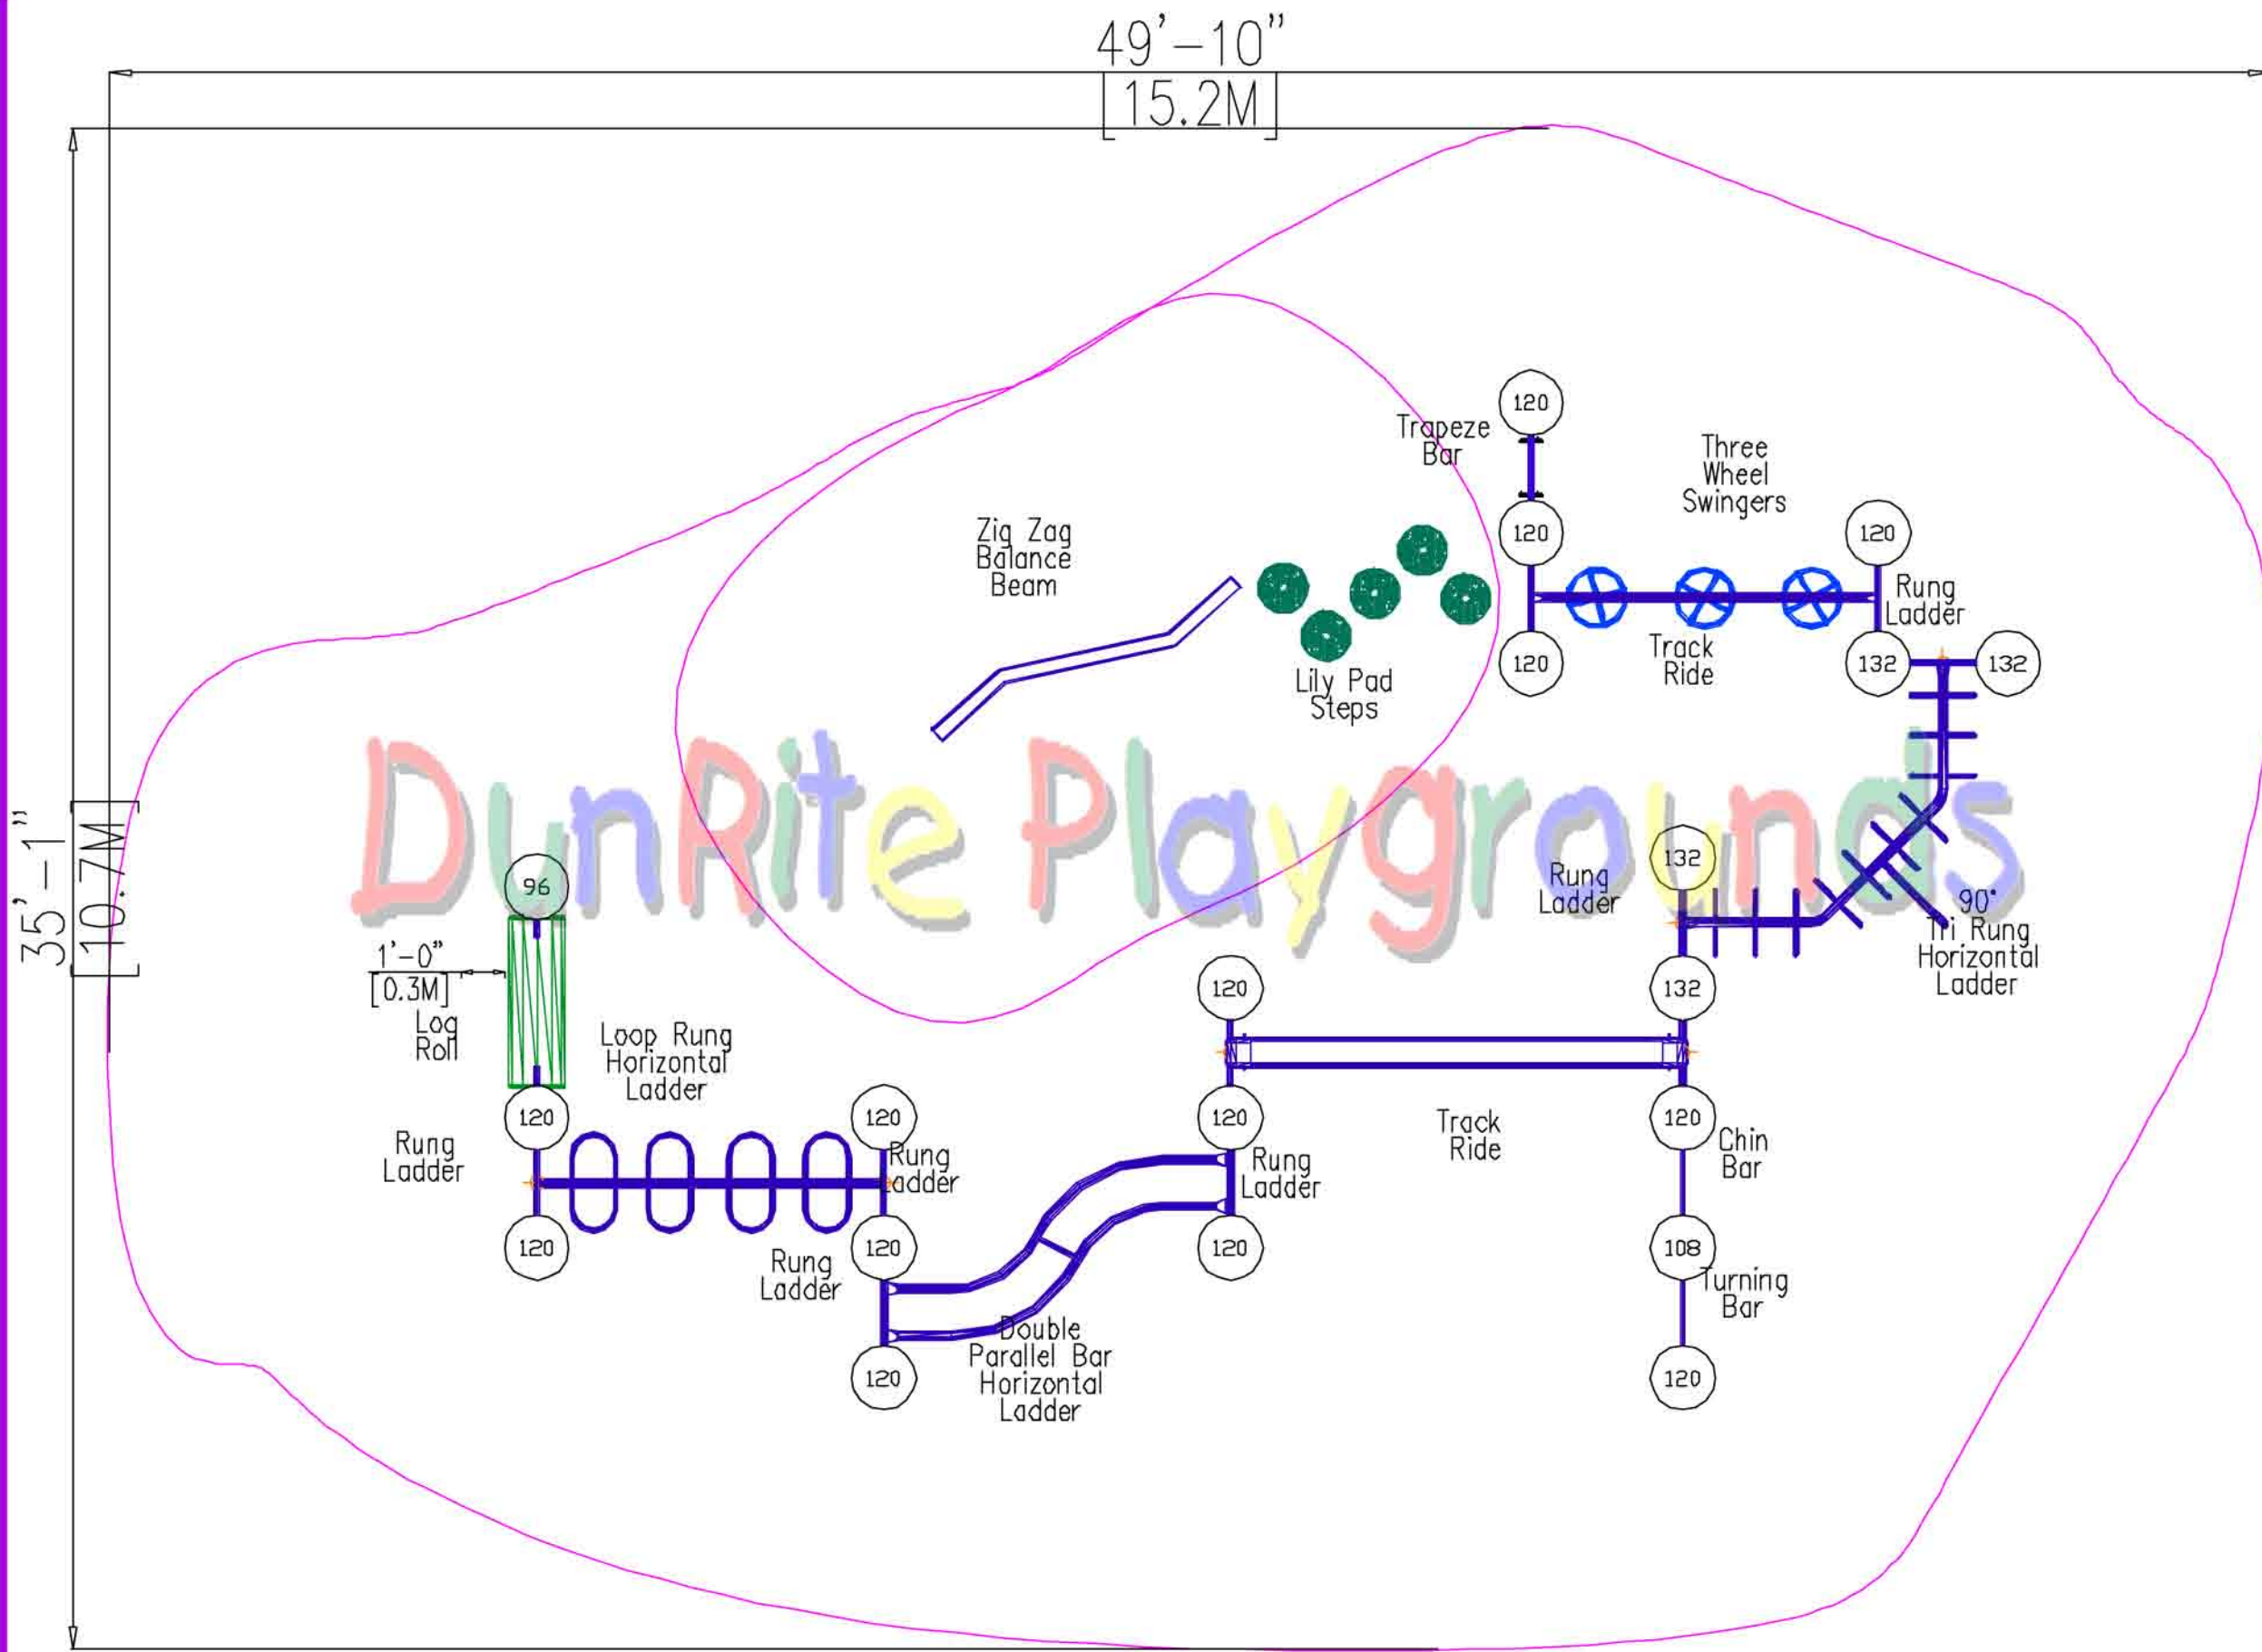 49'-10"
[15.2M]
35'-1"
[10.7M]
120
Trapeze
Bar
Three
Wheel
Swingers
120
120
Zig Zag
Balance
Beam
Rung
Ladder
Track
Ride
120
132
132
Lily Pad
Steps
DunRite Playgrounds
132
96
Rung
Ladder
90°
Tri Rung
Horizontal
Ladder
1'-0"
[0.3M]
Log
Roll
120
132
Loop Rung
Horizontal
Ladder
120
120
120
120
Track
Ride
Chin
Bar
Rung
Ladder
Rung
Ladder
Rung
Ladder
120
120
120
108
Rung
Ladder
Turning
Bar
Double
Parallel Bar
Horizontal
Ladder
120
120